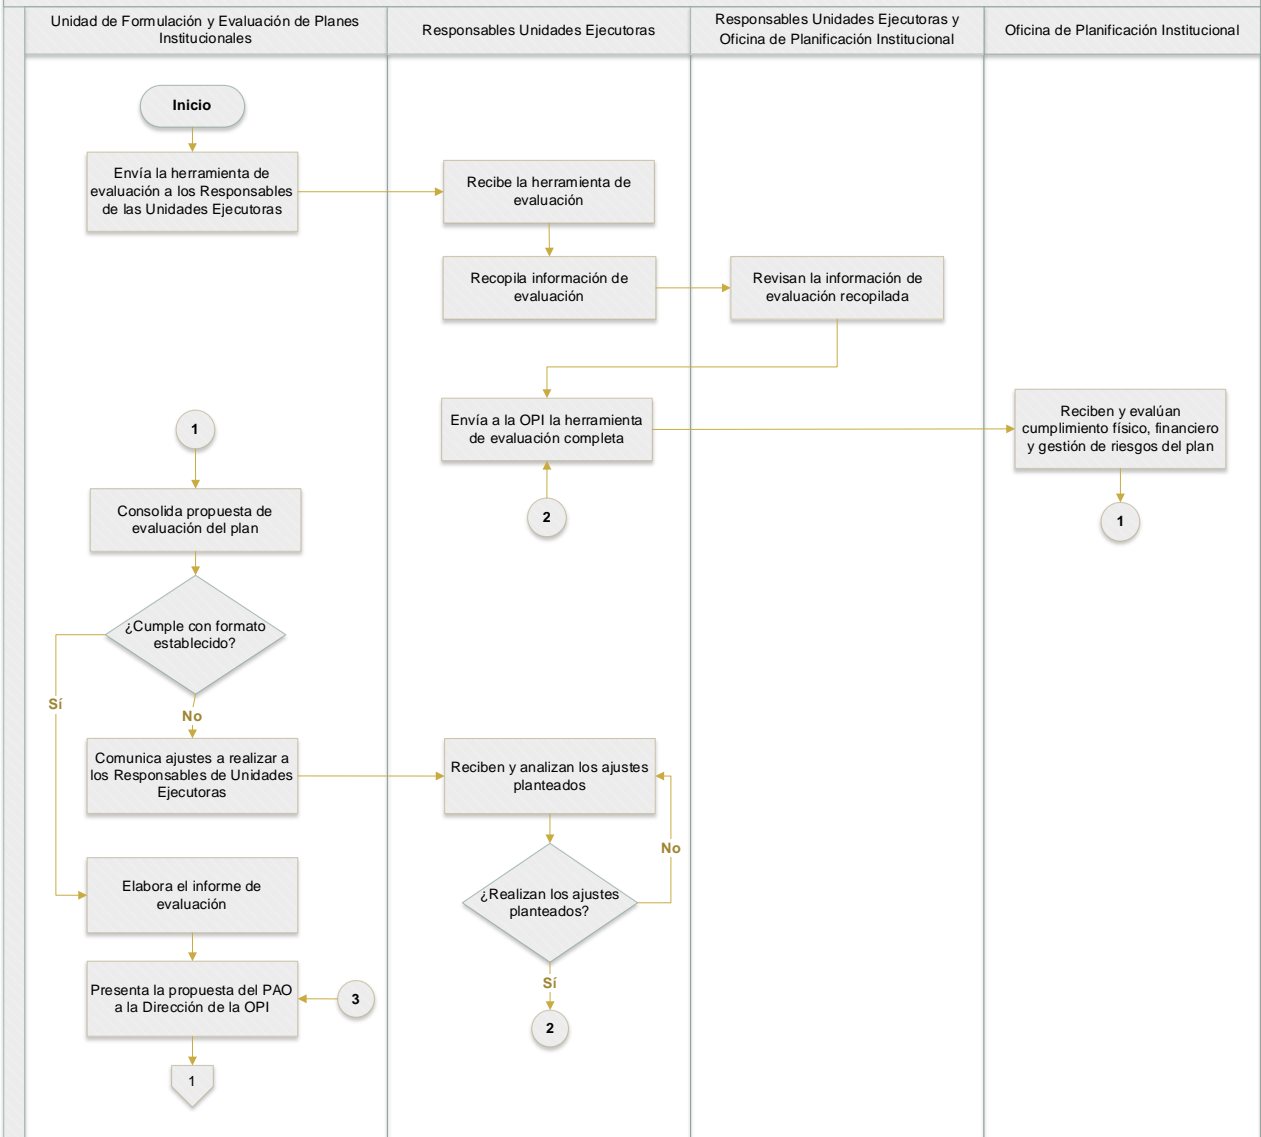 Unidad de Formulación y Evaluación de Planes
Institucionales
Responsables Unidades Ejecutoras
Responsables Unidades Ejecutoras y
Oficina de Planificación Institucional
Oficina de Planificación Institucional
Inicio
Envía la herramienta de
evaluación a los Responsables
de las Unidades Ejecutoras
Recibe la herramienta de
evaluación
Recopila información de
evaluación
Revisan la información de
evaluación recopilada
Envía a la OPI la herramienta
de evaluación completa
Reciben y evalúan
cumplimiento físico, financiero
y gestión de riesgos del plan
1
2
1
Consolida propuesta de
evaluación del plan
¿Cumple con formato
establecido?
Sí
No
Comunica ajustes a realizar a
los Responsables de Unidades
Ejecutoras
Reciben y analizan los ajustes
planteados
No
¿Realizan los ajustes
planteados?
Sí
2
Elabora el informe de
evaluación
Presenta la propuesta del PAO
a la Dirección de la OPI
3
1